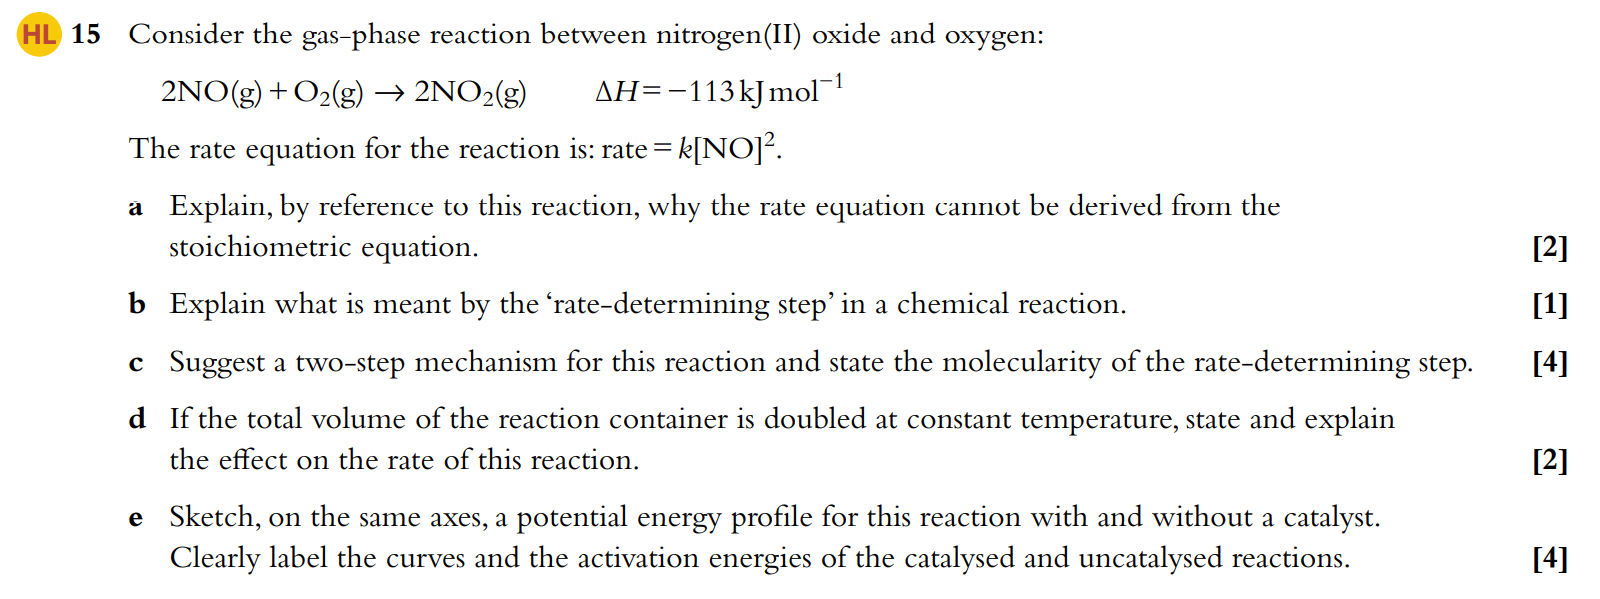 HL 15 Consider the gas-phase reaction between nitrogen(II) oxide and oxygen:
2NO(g) + O₂(g) → 2NO₂(g) ΔH = −113 kJ mol⁻¹
The rate equation for the reaction is: rate = k[NO]².
a Explain, by reference to this reaction, why the rate equation cannot be derived from the
stoichiometric equation. [2]
b Explain what is meant by the ‘rate-determining step’ in a chemical reaction. [1]
c Suggest a two-step mechanism for this reaction and state the molecularity of the rate-determining step. [4]
d If the total volume of the reaction container is doubled at constant temperature, state and explain
the effect on the rate of this reaction. [2]
e Sketch, on the same axes, a potential energy profile for this reaction with and without a catalyst.
Clearly label the curves and the activation energies of the catalysed and uncatalysed reactions. [4]